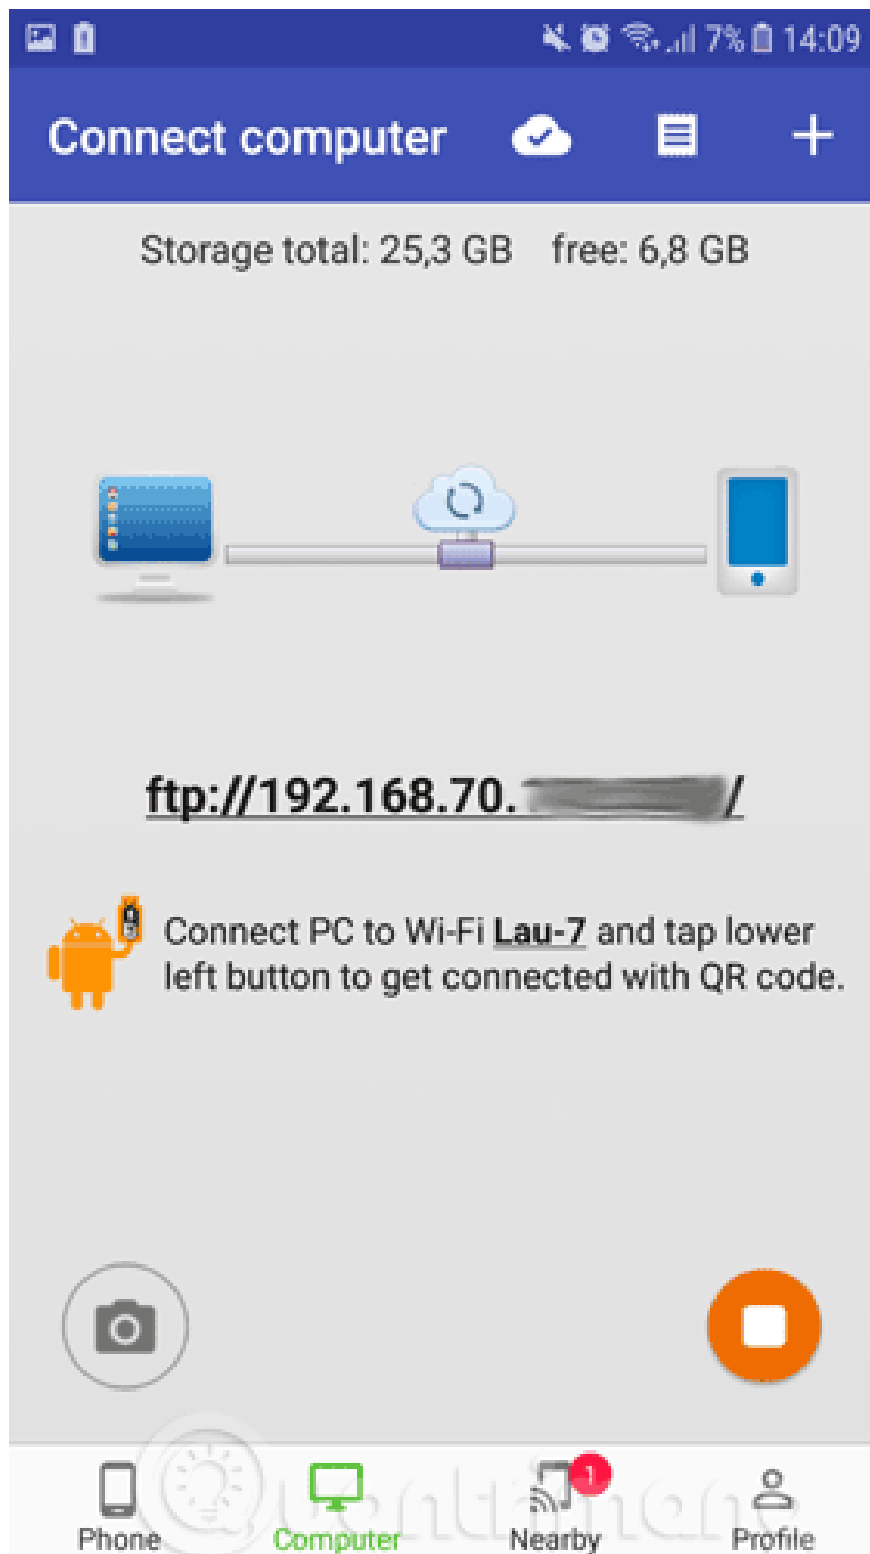 7% 14:09
Connect computer
Storage total: 25,3 GB free: 6,8 GB
ftp://192.168.70. /
Connect PC to Wi-Fi Lau-7 and tap lower
left button to get connected with QR code.
1
Phone Computer Nearby Profile
Quantrimang